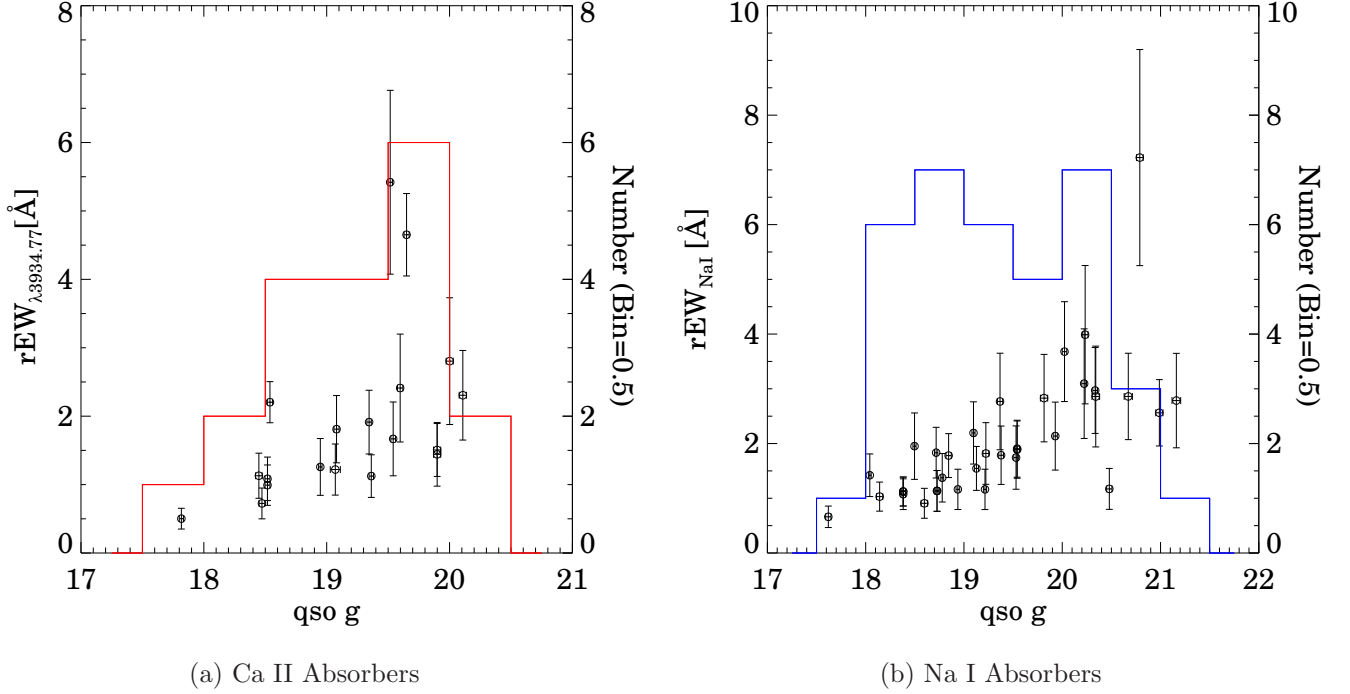 8
6
4
2
0
8
6
4
2
0
17 18 19 20 21
qso g
rEW_λ3934.77[Å]
Number (Bin=0.5)
(a) Ca II Absorbers
10
8
6
4
2
0
10
8
6
4
2
0
17 18 19 20 21 22
qso g
rEW_NaI [Å]
Number (Bin=0.5)
(b) Na I Absorbers